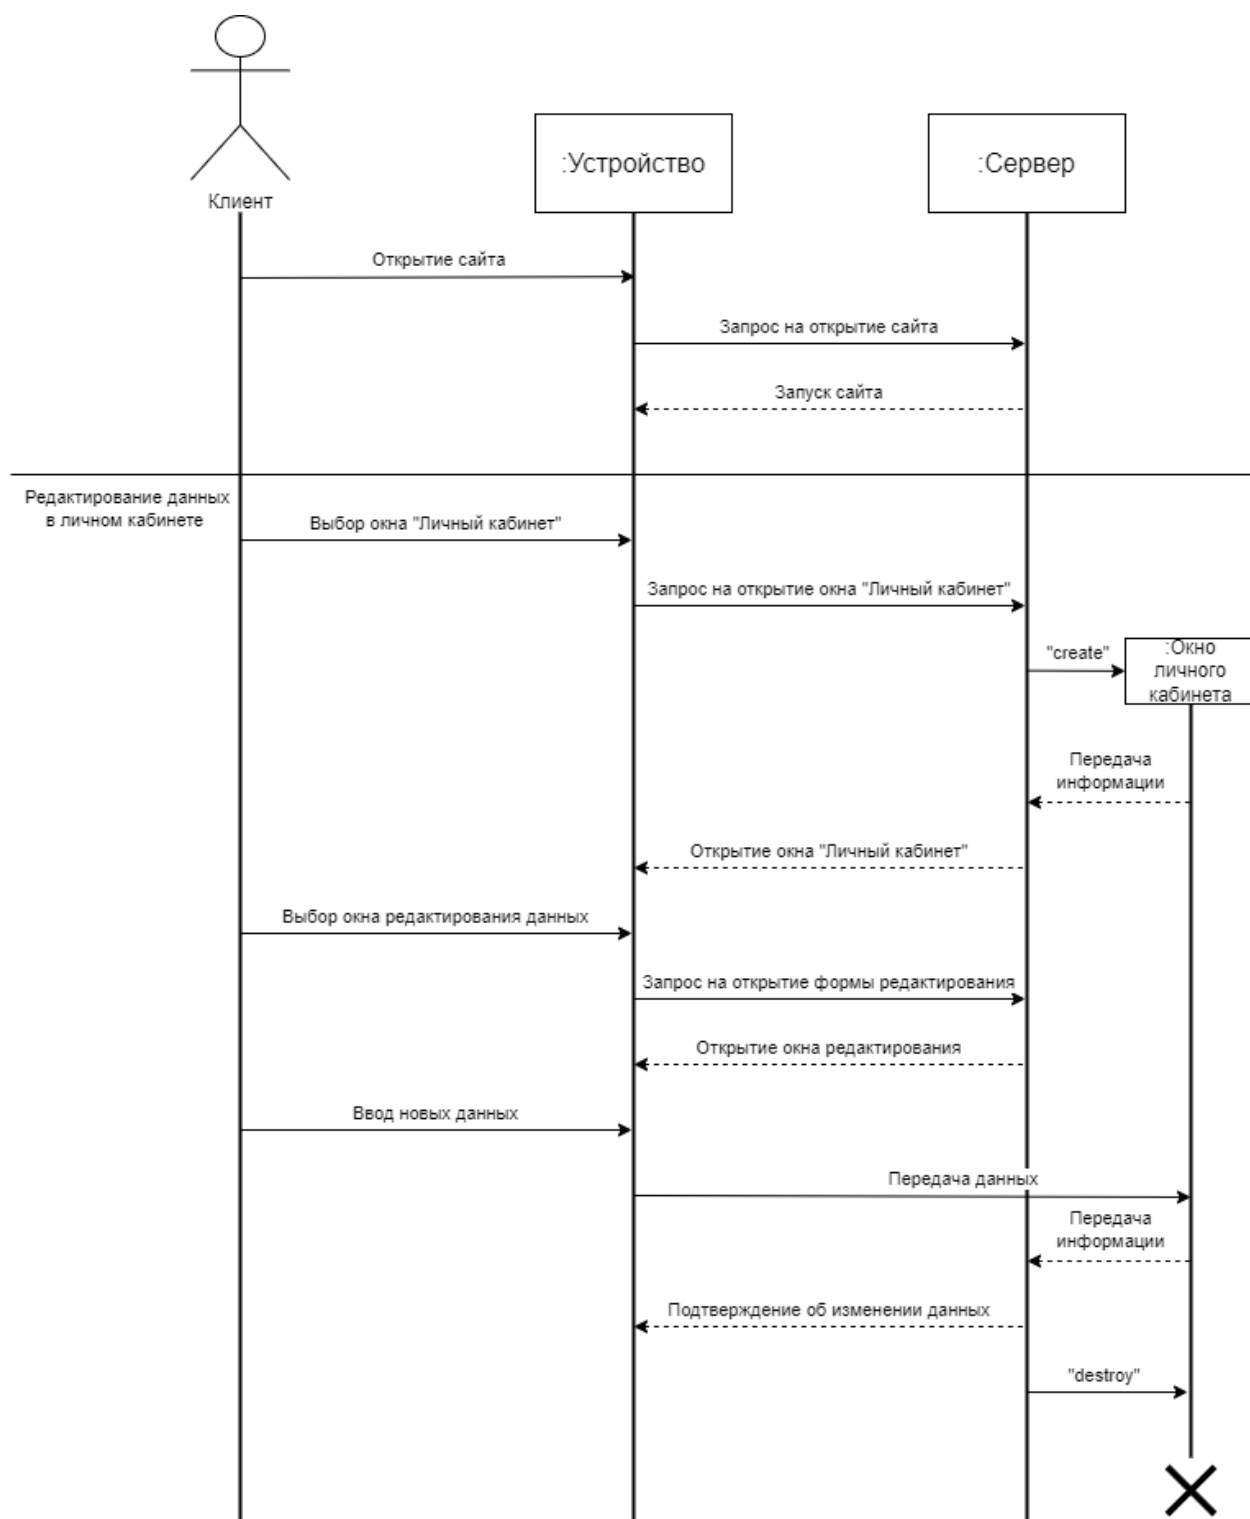 Клиент
:Устройство
:Сервер
Открытие сайта
Запрос на открытие сайта
Запуск сайта
Редактирование данных
в личном кабинете
Выбор окна "Личный кабинет"
Запрос на открытие окна "Личный кабинет"
"create"
:Окно
личного
кабинета
Передача
информации
Открытие окна "Личный кабинет"
Выбор окна редактирования данных
Запрос на открытие формы редактирования
Открытие окна редактирования
Ввод новых данных
Передача данных
Передача
информации
Подтверждение об изменении данных
"destroy"